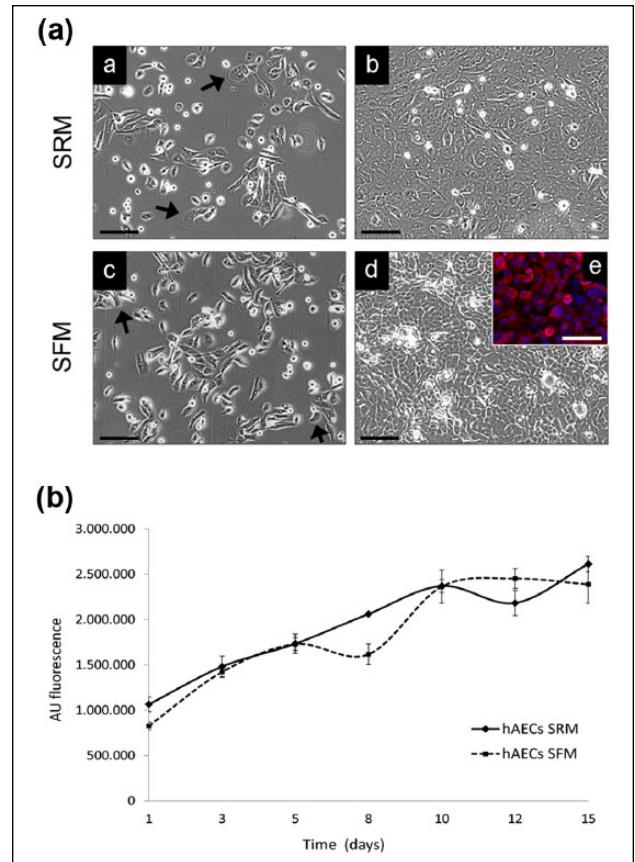 (a)
a
b
SRM
c
d
e
SFM
(b)
3.000.000
2.500.000
2.000.000
1.500.000
1.000.000
500.000
0
AU fluorescence
hAECs SRM
hAECs SFM
1 3 5 8 10 12 15
Time (days)